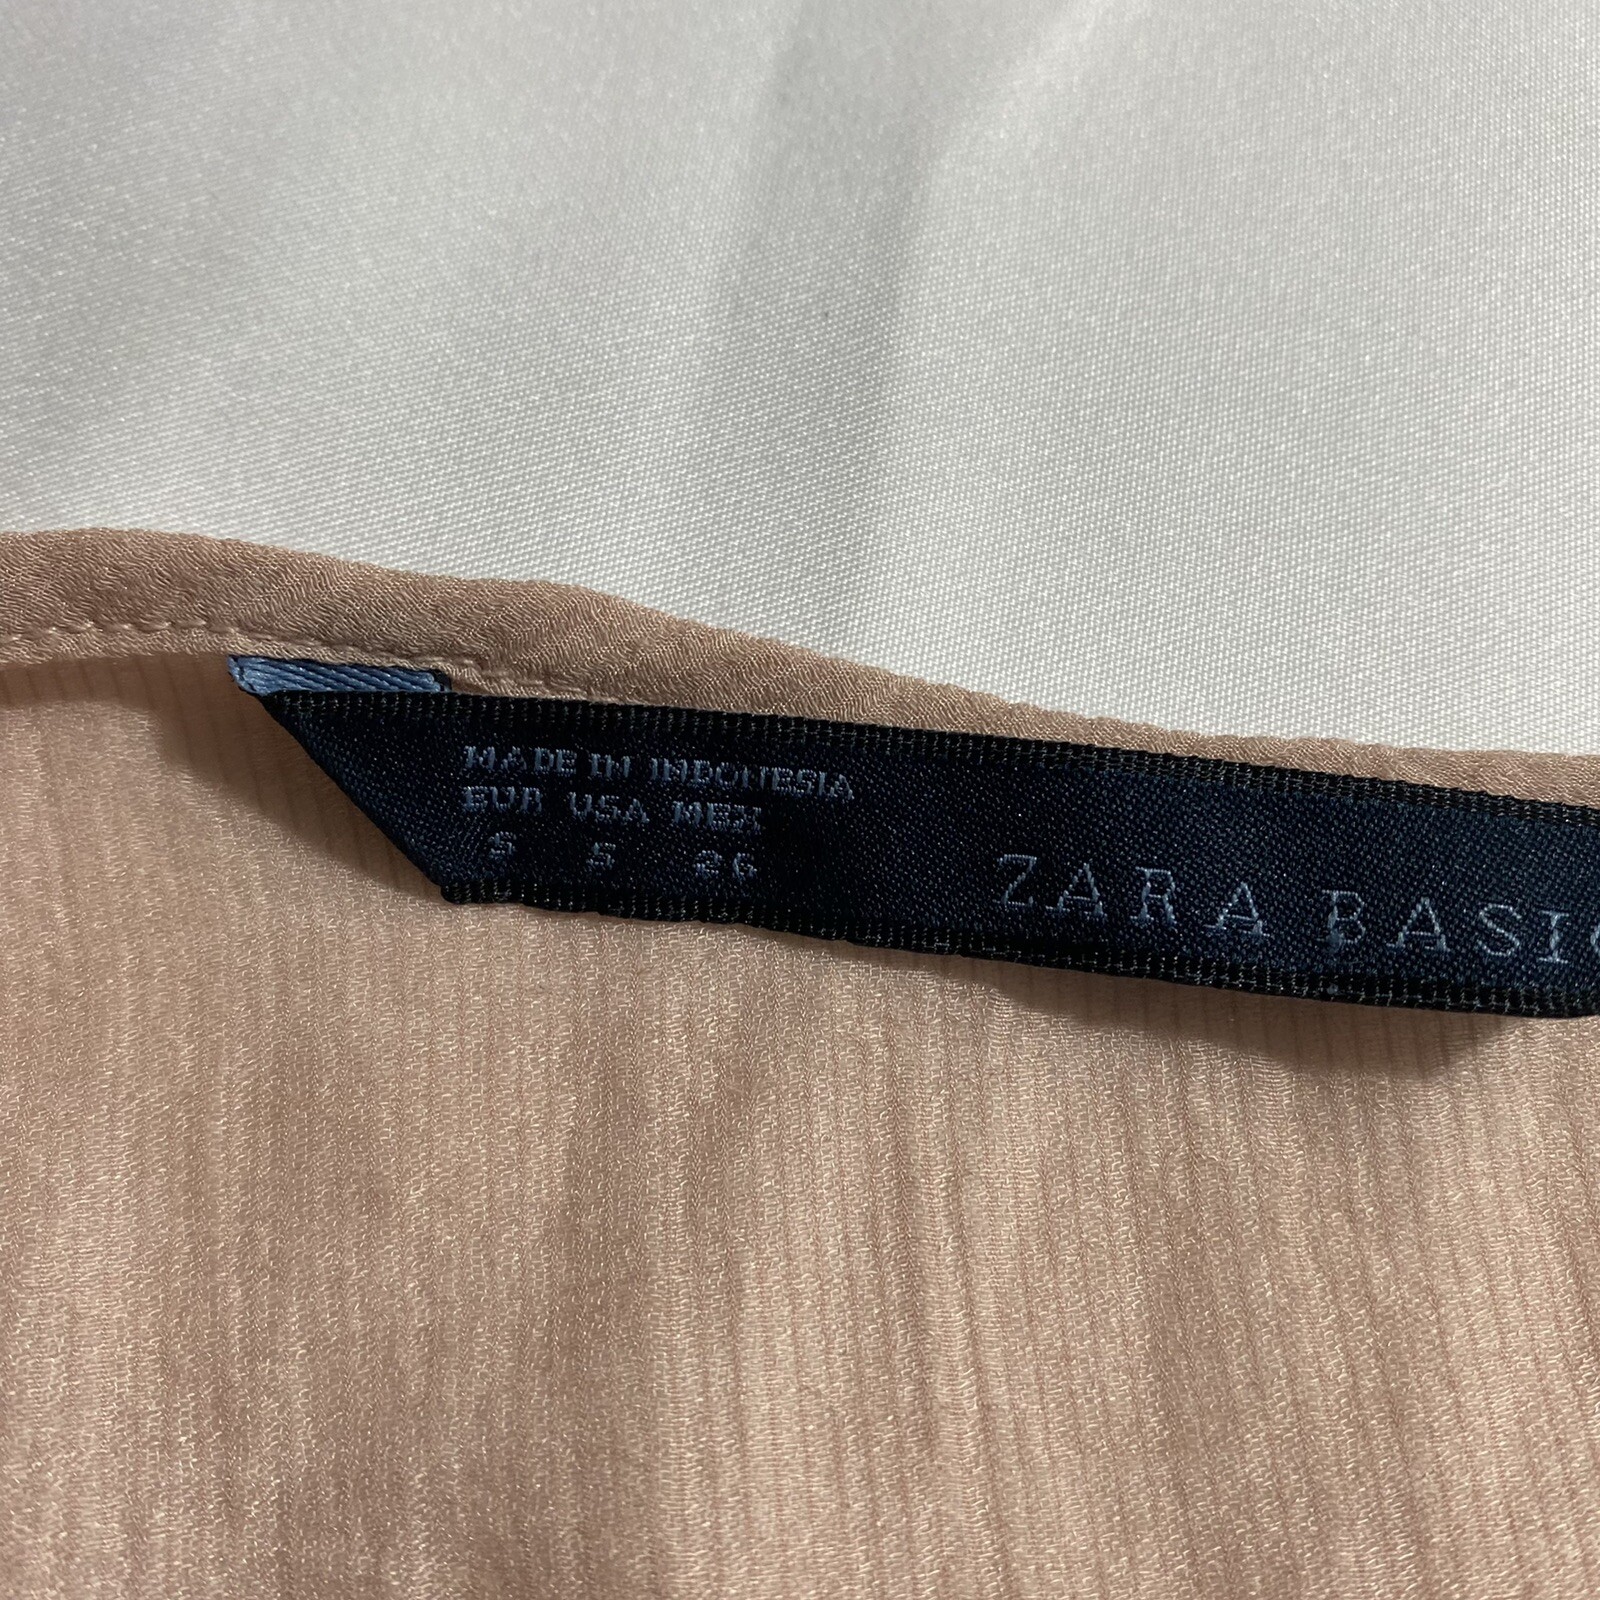 MADE IN INDONESIA
EUR USA MEX
S S 26
ZARA BASIC